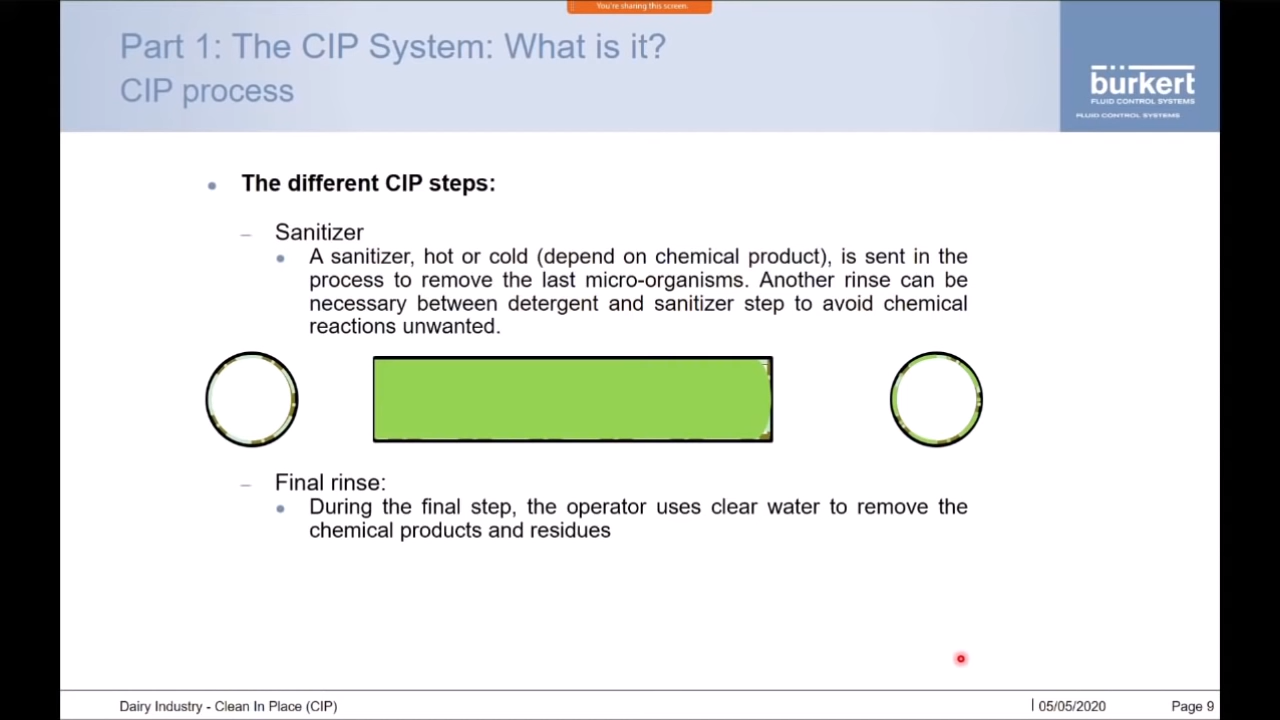 You're sharing this screen.
Part 1: The CIP System: What is it?
CIP process
bürkert
FLUID CONTROL SYSTEMS
FLUID CONTROL SYSTEMS
The different CIP steps:
Sanitizer
A sanitizer, hot or cold (depend on chemical product), is sent in the
process to remove the last micro-organisms. Another rinse can be
necessary between detergent and sanitizer step to avoid chemical
reactions unwanted.
Final rinse:
During the final step, the operator uses clear water to remove the
chemical products and residues
Dairy Industry - Clean In Place (CIP)
05/05/2020
Page 9